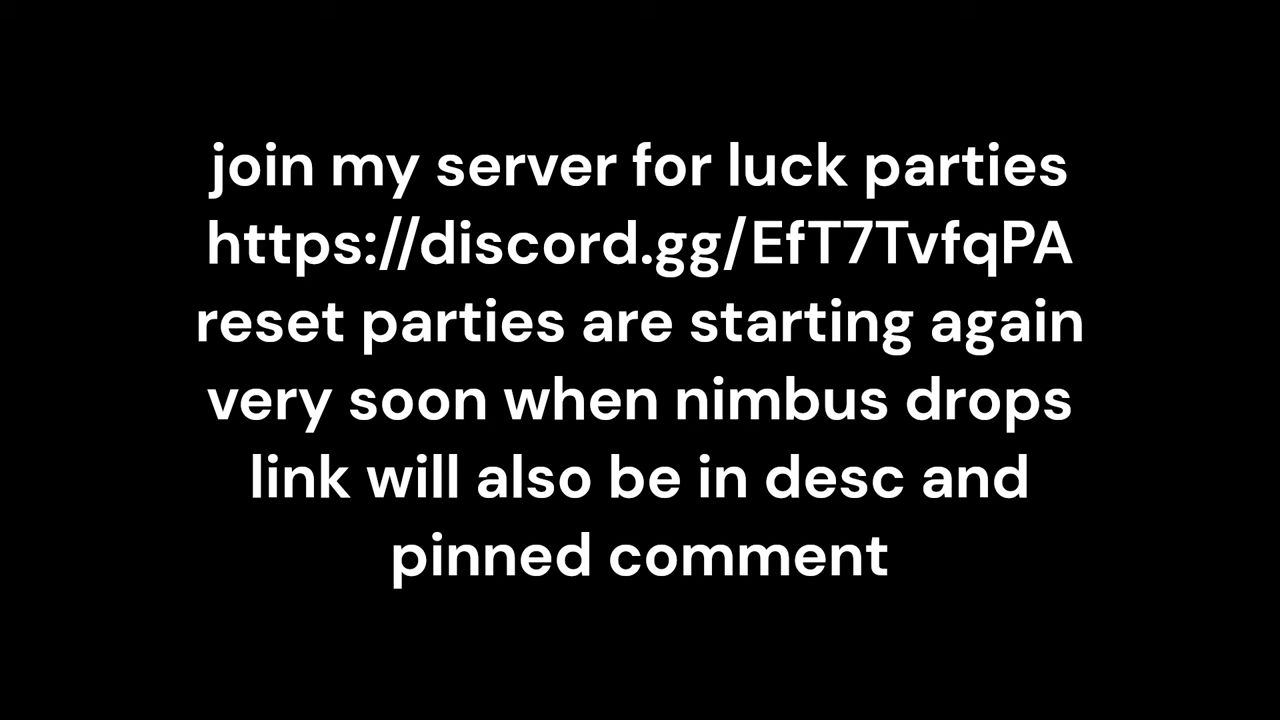 join my server for luck parties
https://discord.gg/EfT7TvfqPA
reset parties are starting again
very soon when nimbus drops
link will also be in desc and
pinned comment